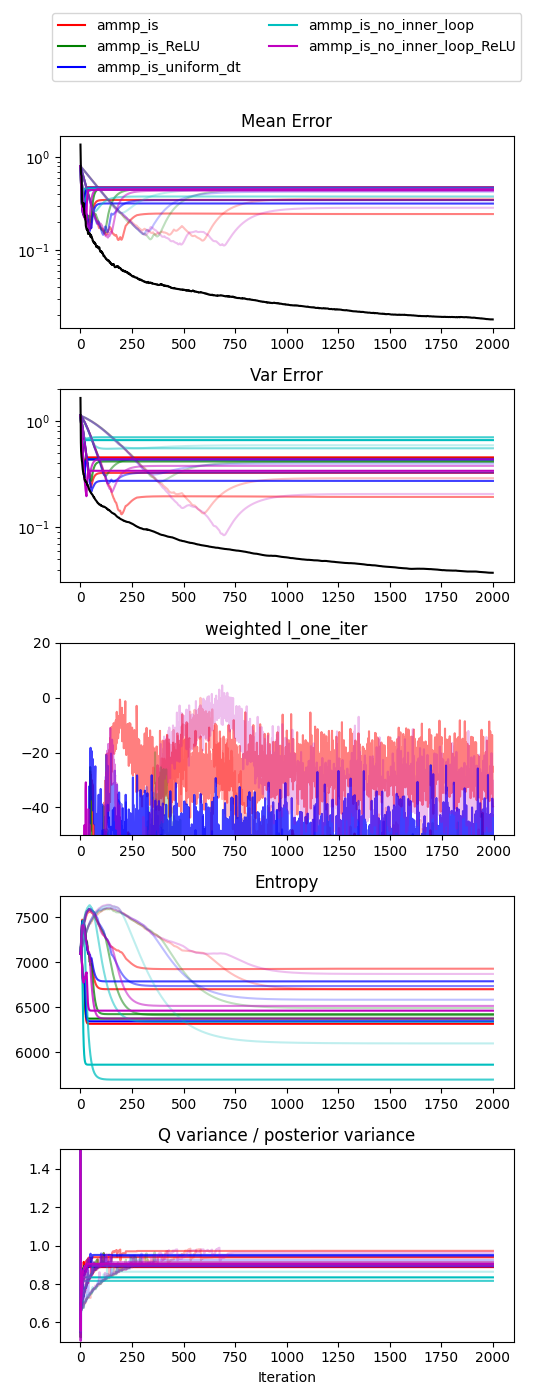 ammp_is
ammp_is_ReLU
ammp_is_uniform_dt
ammp_is_no_inner_loop
ammp_is_no_inner_loop_ReLU
Mean Error
10⁰
10⁻¹
0 250 500 750 1000 1250 1500 1750 2000
Var Error
10⁰
10⁻¹
0 250 500 750 1000 1250 1500 1750 2000
weighted l_one_iter
20
0
−20
−40
0 250 500 750 1000 1250 1500 1750 2000
Entropy
7500
7000
6500
6000
0 250 500 750 1000 1250 1500 1750 2000
Q variance / posterior variance
1.4
1.2
1.0
0.8
0.6
0 250 500 750 1000 1250 1500 1750 2000
Iteration